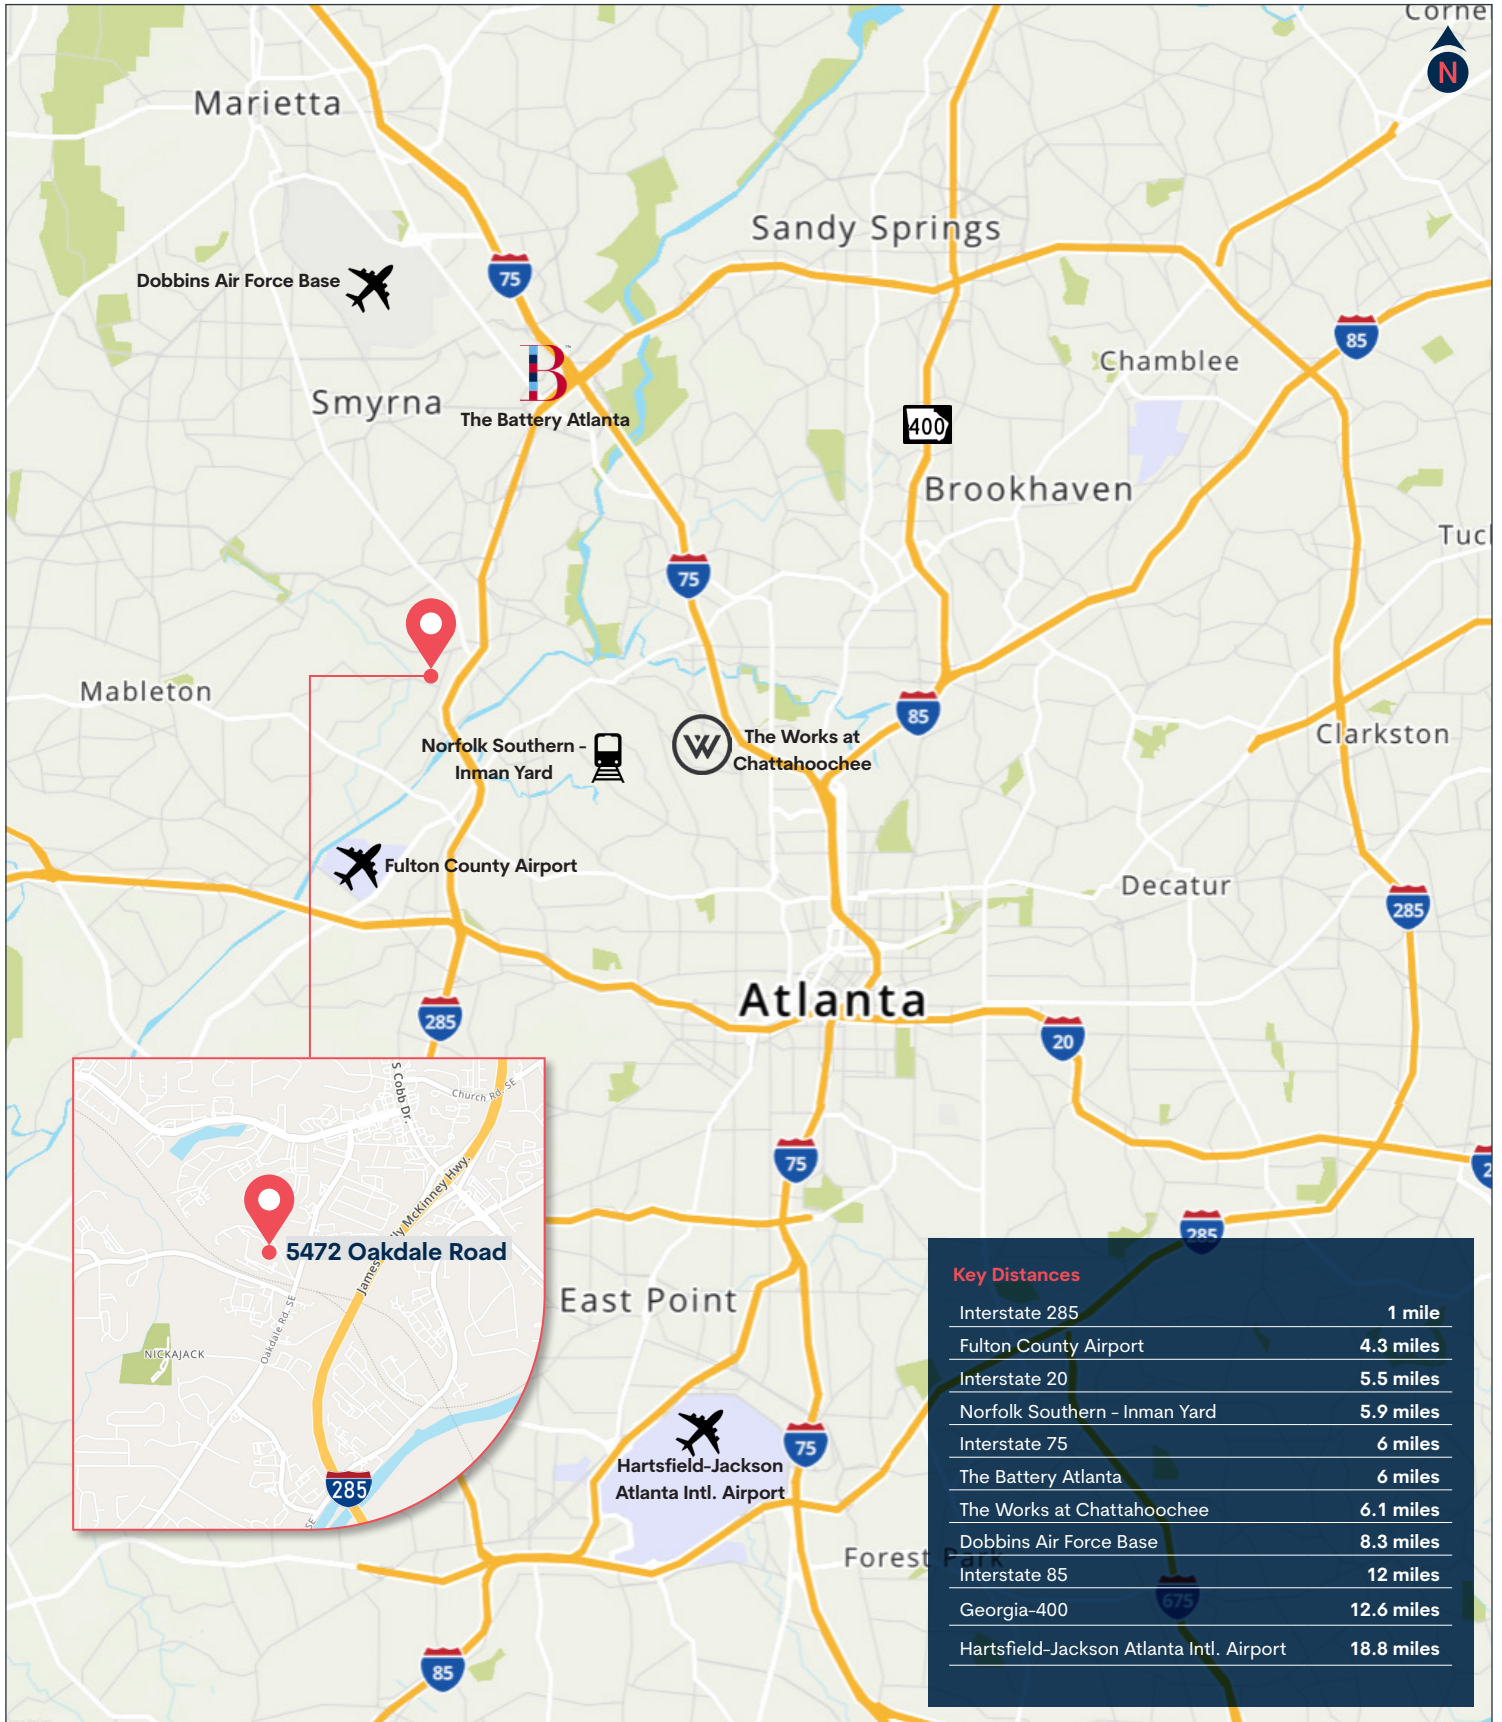 Corne
N
Marietta
Sandy Springs
Dobbins Air Force Base
75
85
B
™
Chamblee
Smyrna
The Battery Atlanta
400
Brookhaven
Tucl
75
Mableton
85
Norfolk Southern -
Inman Yard
W
The Works at
Chattahoochee
Clarkston
Fulton County Airport
Decatur
285
Atlanta
285
20
75
2
285
S Cobb Dr.
Church Rd. SE
James
lly McKinney Hwy.
5472 Oakdale Road
Oakdale Rd. SE
NICKAJACK
285
SE
East Point
Hartsfield-Jackson
Atlanta Intl. Airport
75
Forest Park
675
85
Key Distances
Interstate 285 1 mile
Fulton County Airport 4.3 miles
Interstate 20 5.5 miles
Norfolk Southern - Inman Yard 5.9 miles
Interstate 75 6 miles
The Battery Atlanta 6 miles
The Works at Chattahoochee 6.1 miles
Dobbins Air Force Base 8.3 miles
Interstate 85 12 miles
Georgia-400 12.6 miles
Hartsfield-Jackson Atlanta Intl. Airport 18.8 miles